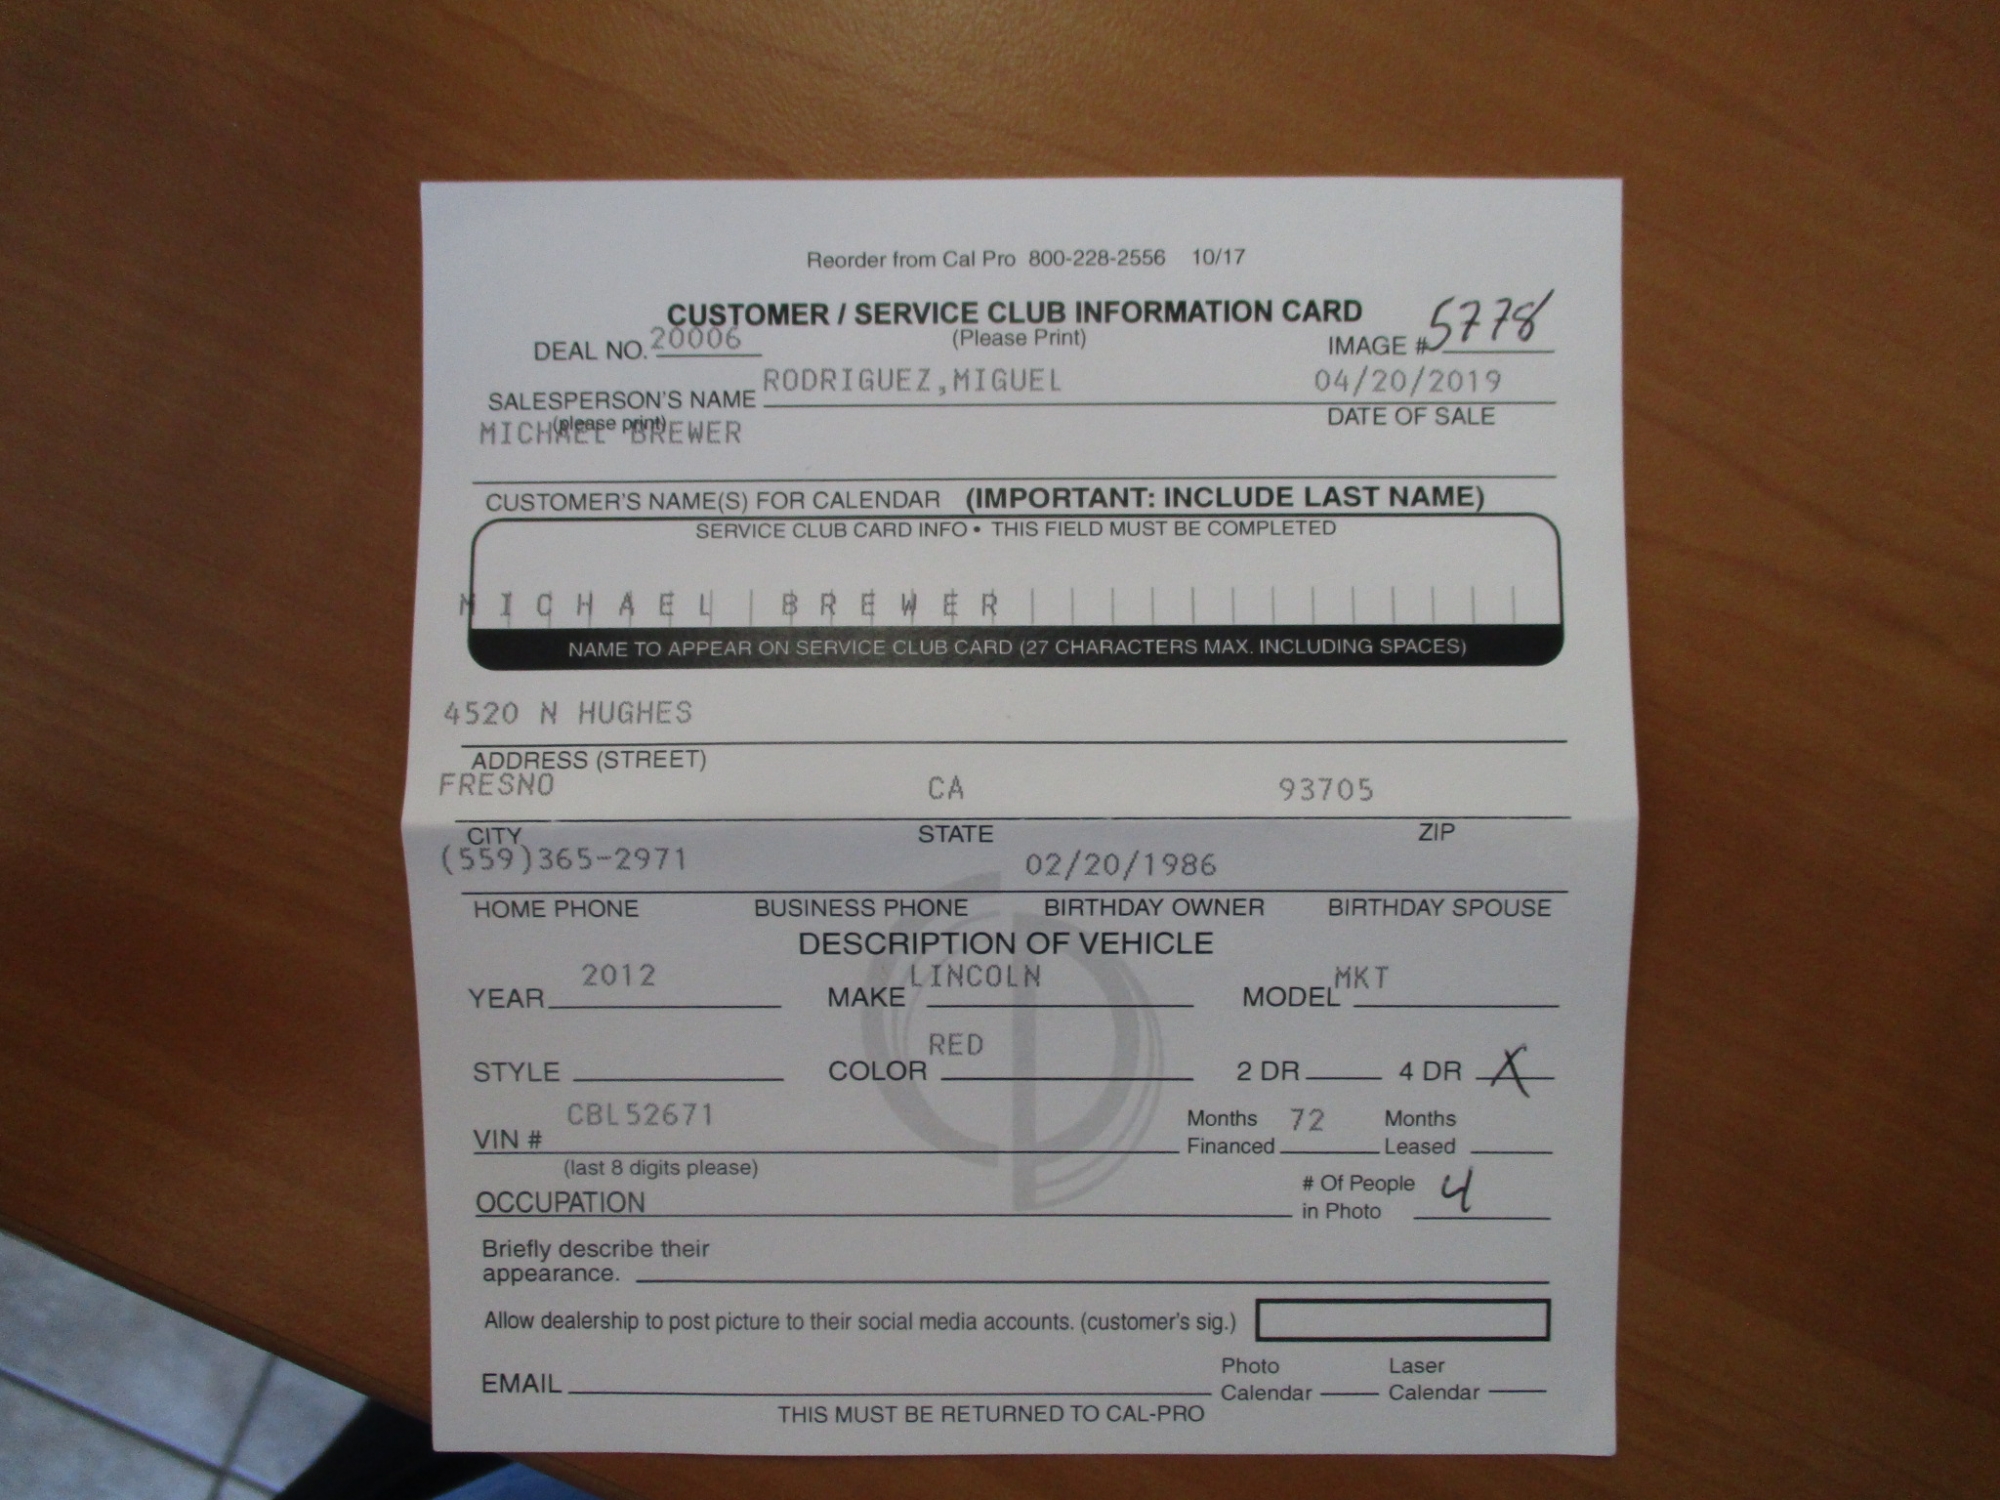 Reorder from Cal Pro 800-228-2556 10/17
CUSTOMER / SERVICE CLUB INFORMATION CARD
(Please Print)
DEAL NO. 20006 IMAGE # 5778
SALESPERSON'S NAME RODRIGUEZ,MIGUEL 04/20/2019
(please print) DATE OF SALE
MICHAEL BREWER
CUSTOMER'S NAME(S) FOR CALENDAR (IMPORTANT: INCLUDE LAST NAME)
SERVICE CLUB CARD INFO • THIS FIELD MUST BE COMPLETED
MICHAEL BREWER
NAME TO APPEAR ON SERVICE CLUB CARD (27 CHARACTERS MAX. INCLUDING SPACES)
4520 N HUGHES
ADDRESS (STREET)
FRESNO CA 93705
CITY STATE ZIP
(559)365-2971 02/20/1986
HOME PHONE BUSINESS PHONE BIRTHDAY OWNER BIRTHDAY SPOUSE
DESCRIPTION OF VEHICLE
YEAR 2012 MAKE LINCOLN MODEL MKT
STYLE COLOR RED 2 DR 4 DR X
VIN # CBL52671 Months Financed 72 Months Leased
(last 8 digits please)
OCCUPATION # Of People in Photo 4
Briefly describe their
appearance.
Allow dealership to post picture to their social media accounts. (customer's sig.)
EMAIL Photo Calendar Laser Calendar
THIS MUST BE RETURNED TO CAL-PRO